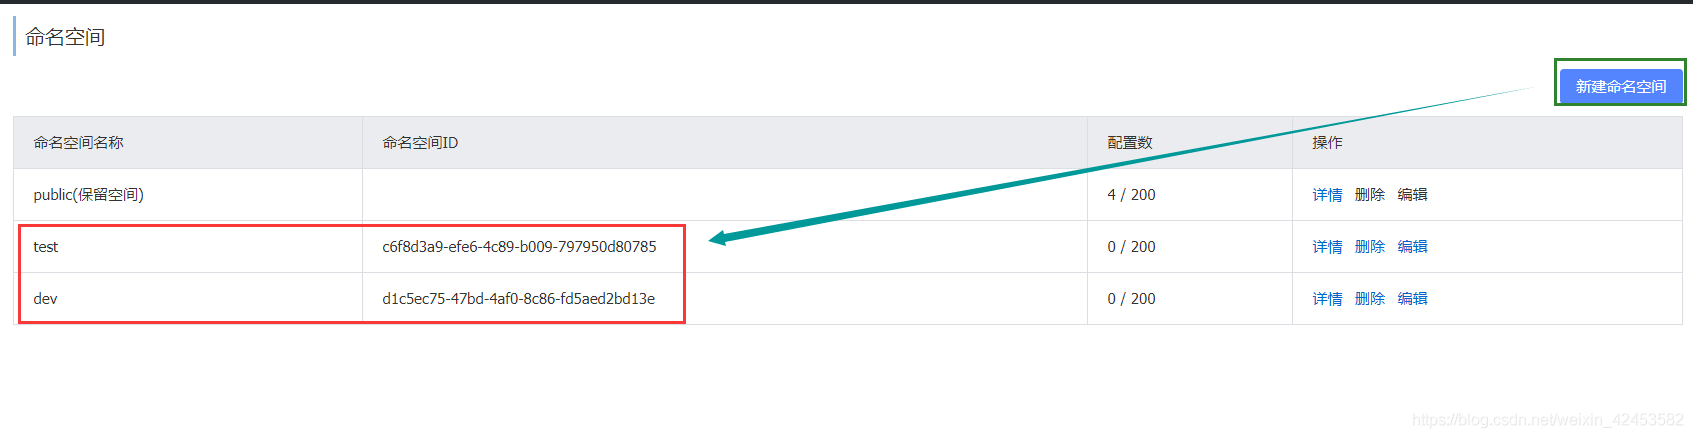 命名空间
新建命名空间
命名空间名称 命名空间ID 配置数 操作
public(保留空间) 4 / 200 详情 删除 编辑
test c6f8d3a9-efe6-4c89-b009-797950d80785 0 / 200 详情 删除 编辑
dev d1c5ec75-47bd-4af0-8c86-fd5aed2bd13e 0 / 200 详情 删除 编辑
https://blog.csdn.net/weixin_42453582